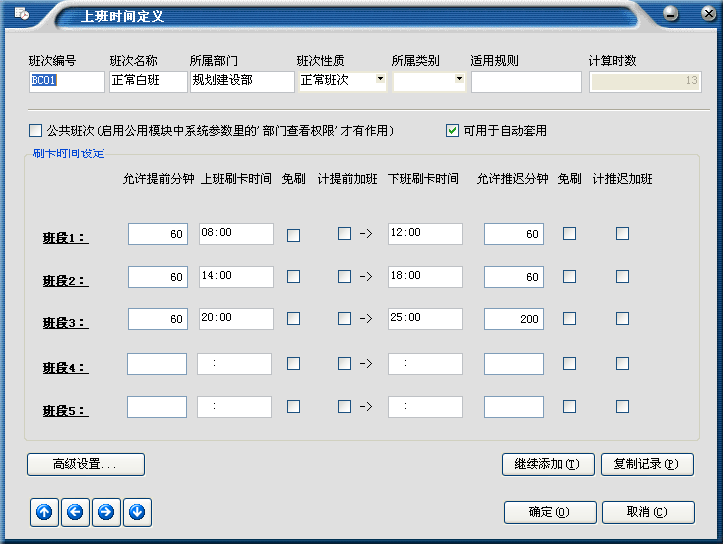 上班时间定义
班次编号 班次名称 所属部门 班次性质 所属类别 适用规则 计算时数
BC01 正常白班 规划建设部 正常班次 13
公共班次(启用公用模块中系统参数里的'部门查看权限'才有作用) 可用于自动套用
刷卡时间设定
允许提前分钟 上班刷卡时间 免刷 计提前加班 下班刷卡时间 允许推迟分钟 免刷 计推迟加班
班段1： 60 08:00 -> 12:00 60
班段2： 60 14:00 -> 18:00 60
班段3： 60 20:00 -> 25:00 200
班段4： : -> :
班段5： : -> :
高级设置... 继续添加(T) 复制记录(P)
确定(O) 取消(C)